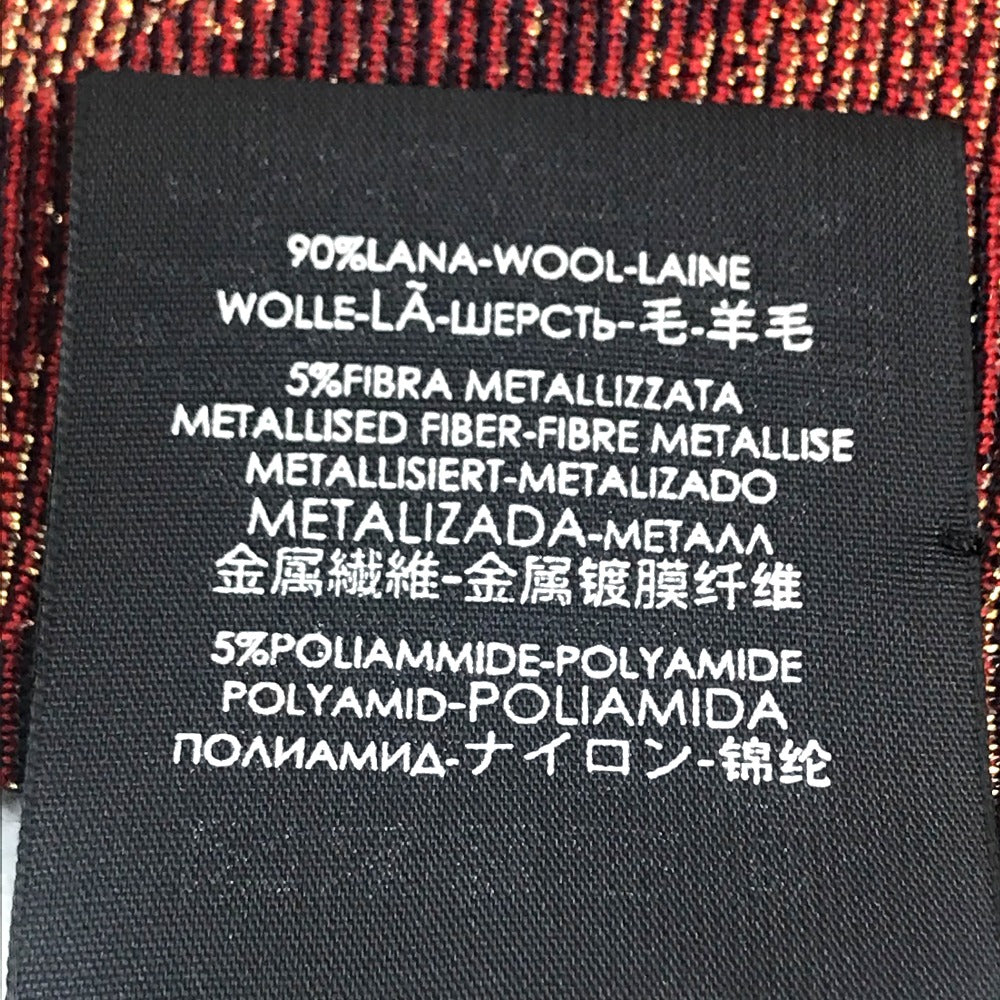 90%LANA-WOOL-LAINE
WOLLE-LÃ-ШЕРСТЬ-毛-羊毛
5%FIBRA METALLIZZATA
METALLISED FIBER-FIBRE METALLISE
METALLISIERT-METALIZADO
METALIZADA-МЕТАЛЛ
金属繊維-金属镀膜纤维
5%POLIAMMIDE-POLYAMIDE
POLYAMID-POLIAMIDA
ПОЛИАМИД-ナイロン-锦纶